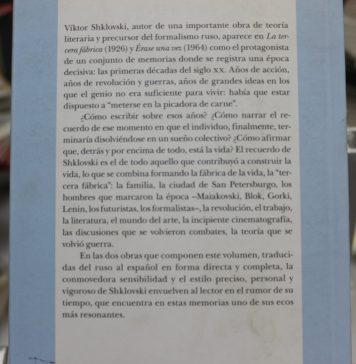 Víktor Shklovski, autor de una importante obra de teoría
literaria y precursor del formalismo ruso, aparece en La ter-
cera fábrica (1926) y Érase una vez (1964) como el protagonista
de un conjunto de memorias donde se registra una época
decisiva: las primeras décadas del siglo XX. Años de acción,
años de revolución y guerras, años de grandes ideas en los
que el genio no era suficiente para vivir: había que estar
dispuesto a “meterse en la picadora de carne”.
¿Cómo escribir sobre esos años? ¿Cómo narrar el re-
cuerdo de ese momento en que el individuo, finalmente, ter-
minaría disolviéndose en un sueño colectivo? ¿Cómo afirmar
que, detrás y por encima de todo, está la vida? El recuerdo de
Shklovski es el de todo aquello que contribuyó a construir la
vida, lo que se combina formando la fábrica de la vida, la “ter-
cera fábrica”: la familia, la ciudad de San Petersburgo, los
hombres que marcaron la época –Maiakovski, Blok, Gorki,
Lenin, los futuristas, los formalistas–, la revolución, el trabajo,
la literatura, el mundo del arte, la incipiente cinematografía,
las discusiones que se volvieron combates, la teoría que se
volvió guerra.
En las dos obras que componen este volumen, traduci-
das del ruso al español en forma directa y completa, la
conmovedora sensibilidad y el estilo preciso, personal y
vigoroso de Shklovski envuelven al lector en el rumor de su
tiempo, que encuentra en estas memorias uno de sus ecos
más resonantes.